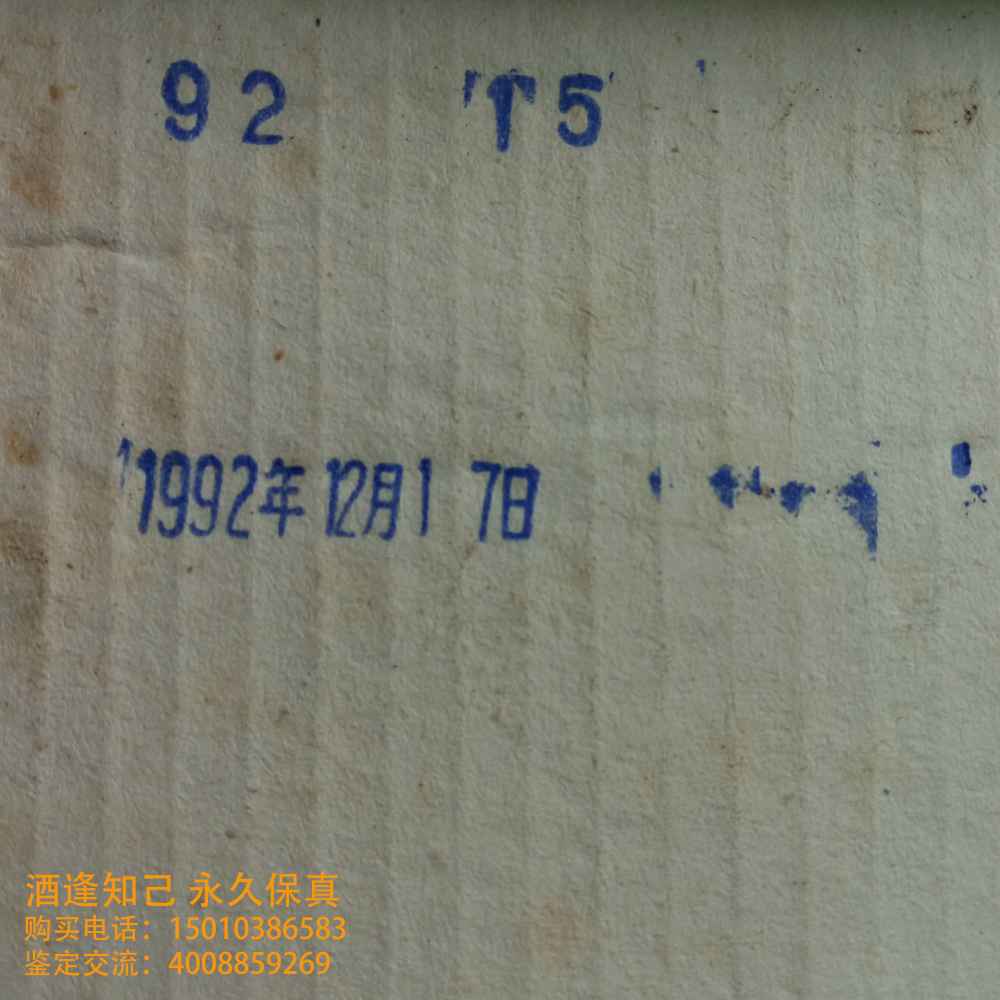 92 15
1992年12月17日
酒逢知己 永久保真
购买电话：15010386583
鉴定交流：4008859269